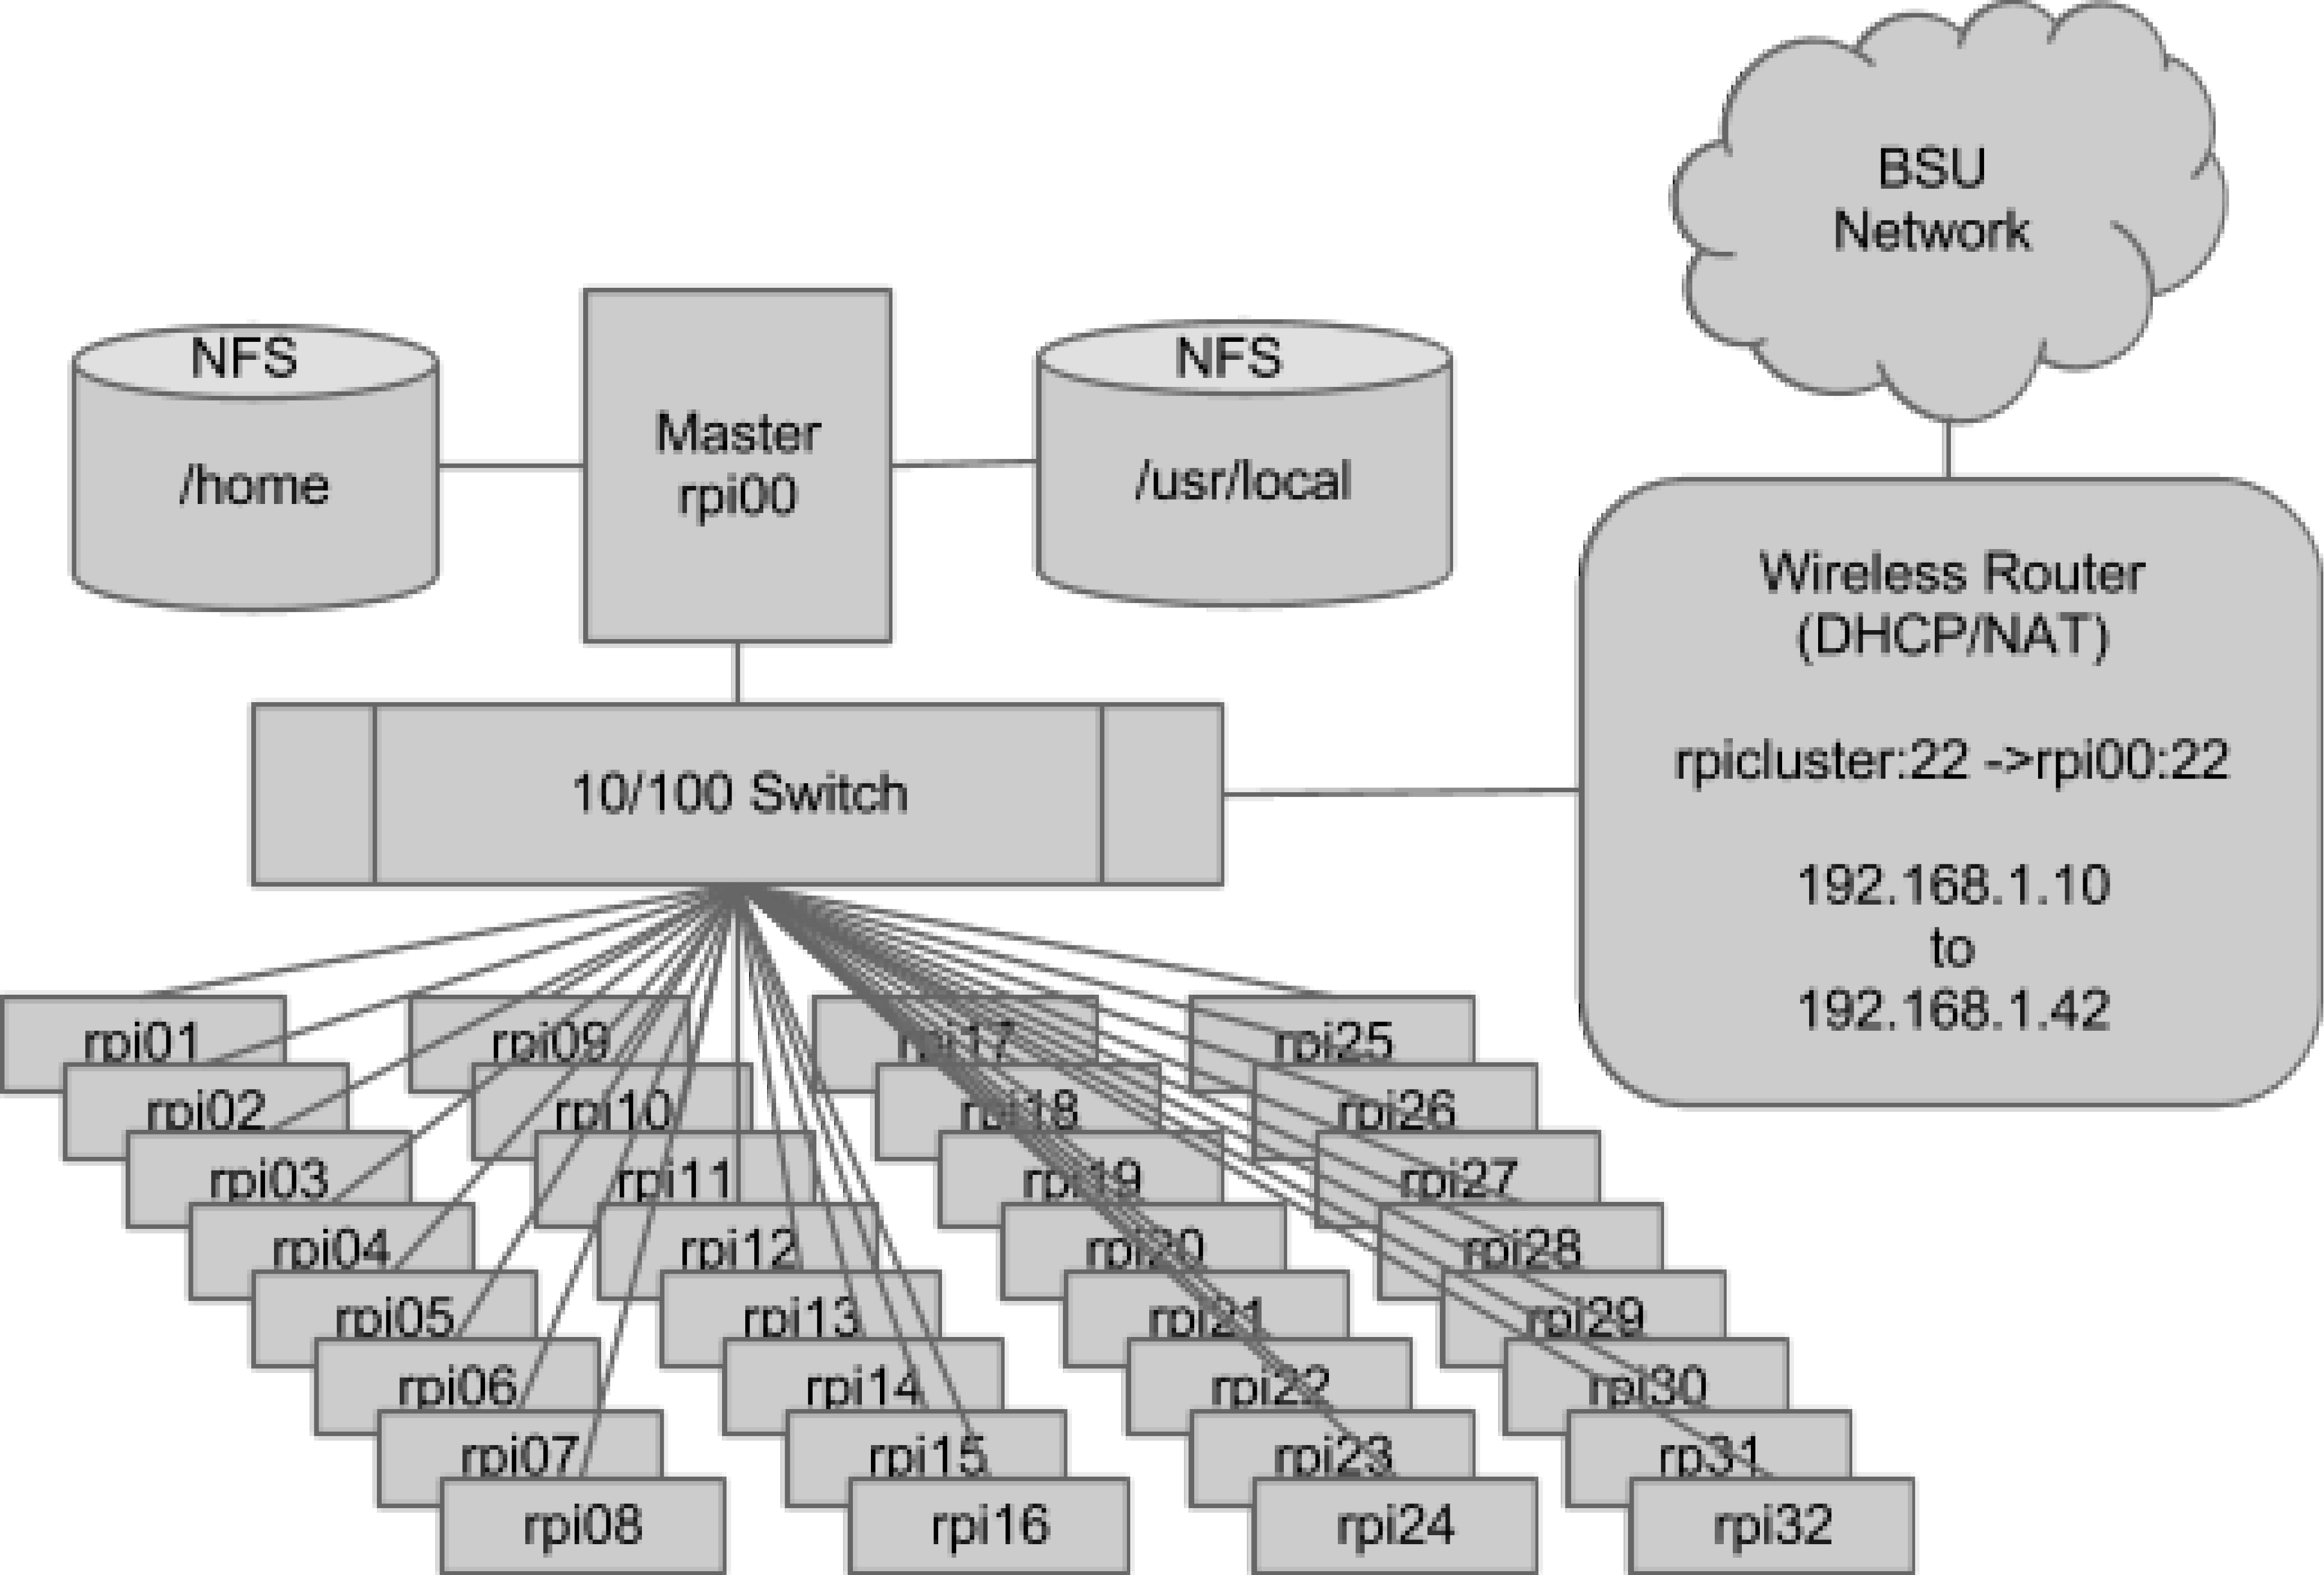 BSU
Network
NFS
/home
Master
rpi00
NFS
/usr/local
Wireless Router
(DHCP/NAT)
rpicluster:22 ->rpi00:22
192.168.1.10
to
192.168.1.42
10/100 Switch
rpi01
rpi02
rpi03
rpi04
rpi05
rpi06
rpi07
rpi08
rpi09
rpi10
rpi11
rpi12
rpi13
rpi14
rpi15
rpi16
rpi17
rpi18
rpi19
rpi20
rpi21
rpi22
rpi23
rpi24
rpi25
rpi26
rpi27
rpi28
rpi29
rpi30
rp31
rpi32